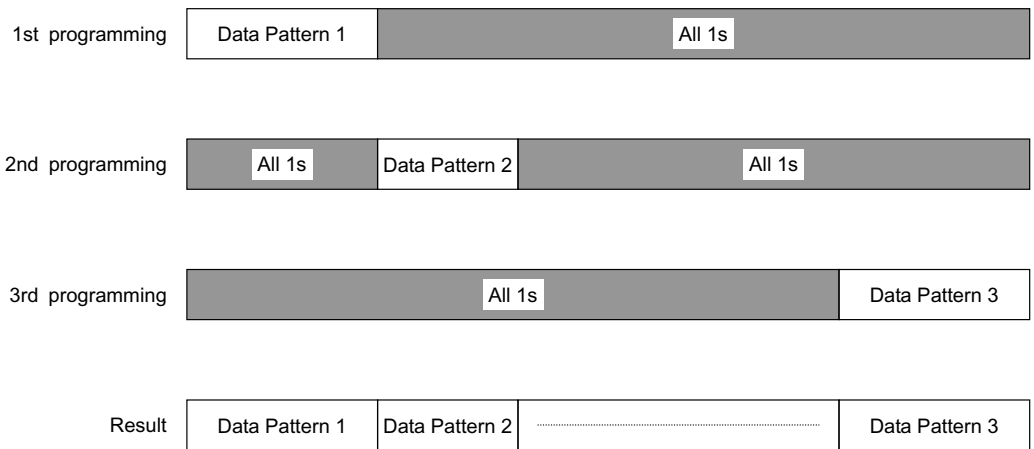 1st programming Data Pattern 1 All 1s
2nd programming All 1s Data Pattern 2 All 1s
3rd programming All 1s Data Pattern 3
Result Data Pattern 1 Data Pattern 2 Data Pattern 3